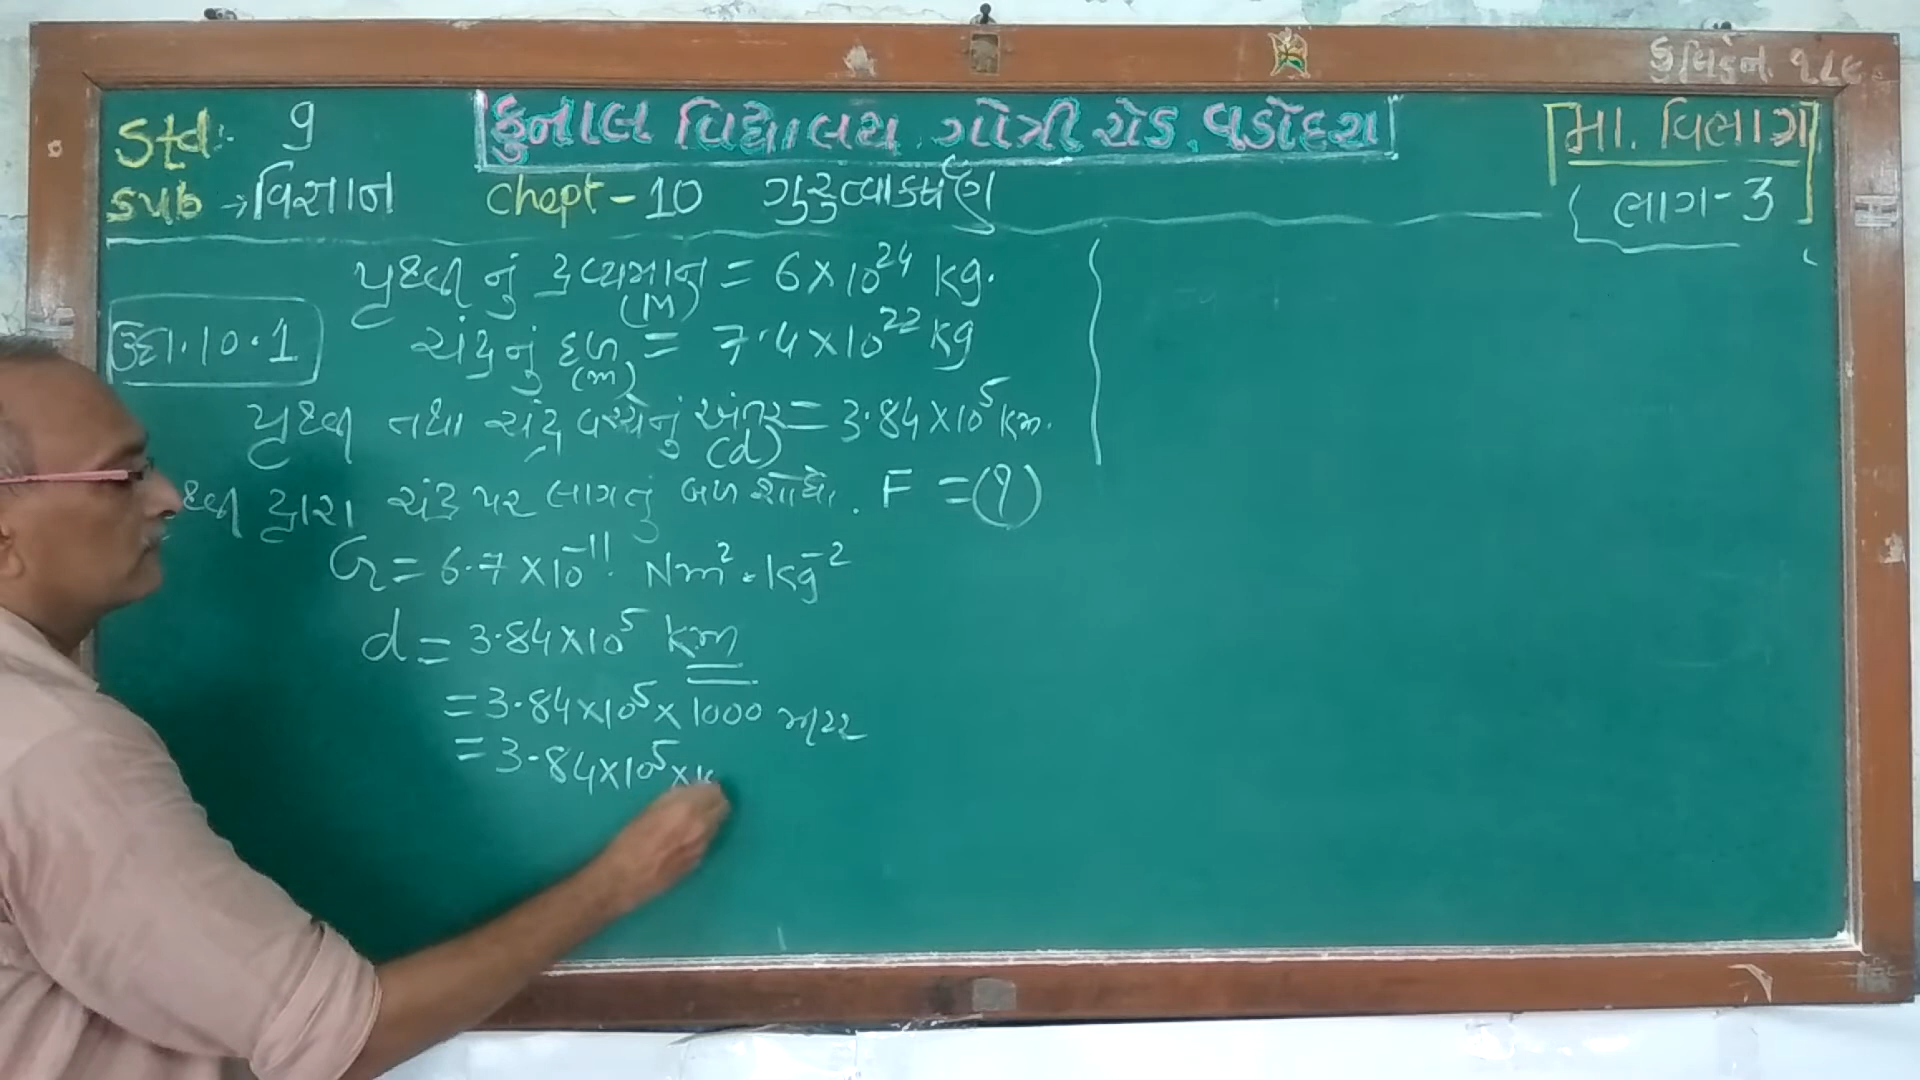 કુનાલ વિદ્યાલય ગોત્રી રોડ, વડોદરા
મા. વિભાગ
ભાગ-3
Std:- 9
Sub → વિજ્ઞાન Chept-10 ગુરુત્વાકર્ષણ
ઉદા.10.1
પૃથ્વીનું દ્રવ્યમાન = 6×10²⁴ kg.
(M)
ચંદ્રનું દળ = 7.4×10²² kg
(m)
પૃથ્વી તથા ચંદ્ર વચ્ચેનું અંતર = 3.84×10⁵ km.
(d)
દ્વારા ચંદ્ર પર લાગતું બળ શોધો. F = (?)
G = 6.7×10⁻¹¹ Nm².kg⁻²
d = 3.84×10⁵ km
= 3.84×10⁵ × 1000 મીટર
= 3.84×10⁵ ×